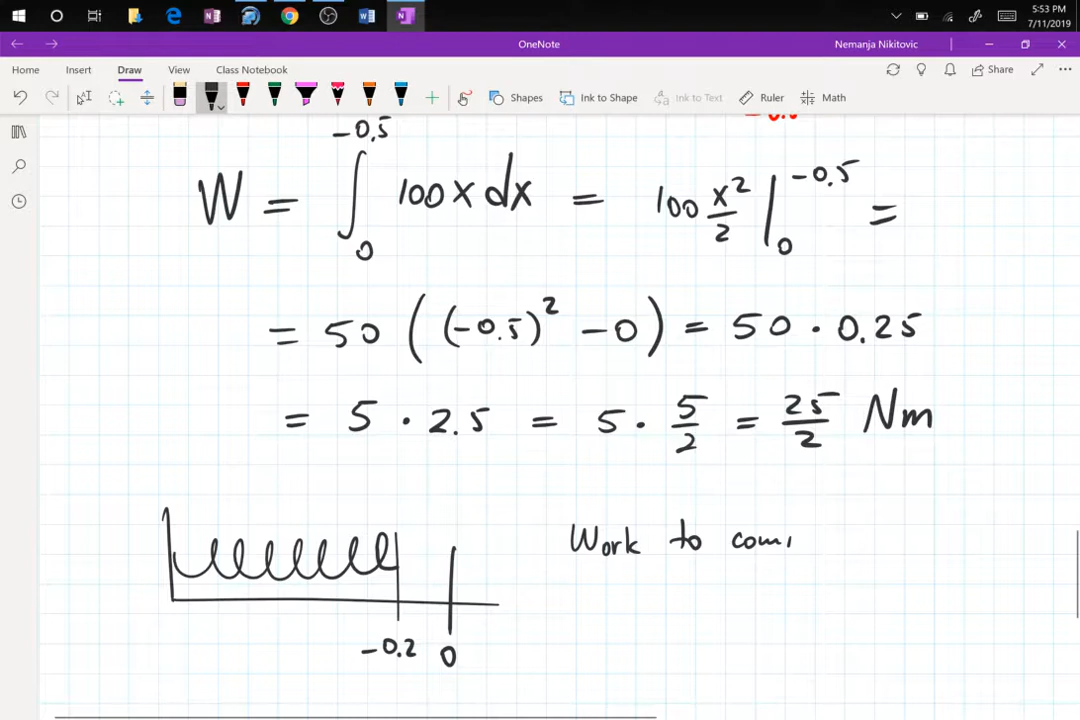 5:53 PM
7/11/2019
OneNote
Nemanja Nikitovic
Home Insert Draw View Class Notebook Share
Shapes Ink to Shape Ink to Text Ruler Math
W = ∫₀^-0.5 100x dx = 100 x²/2 |₀^-0.5 =
= 50 ((-0.5)² - 0) = 50 · 0.25
= 5 · 2.5 = 5 · 5/2 = 25/2 Nm
Work to com
-0.2 0